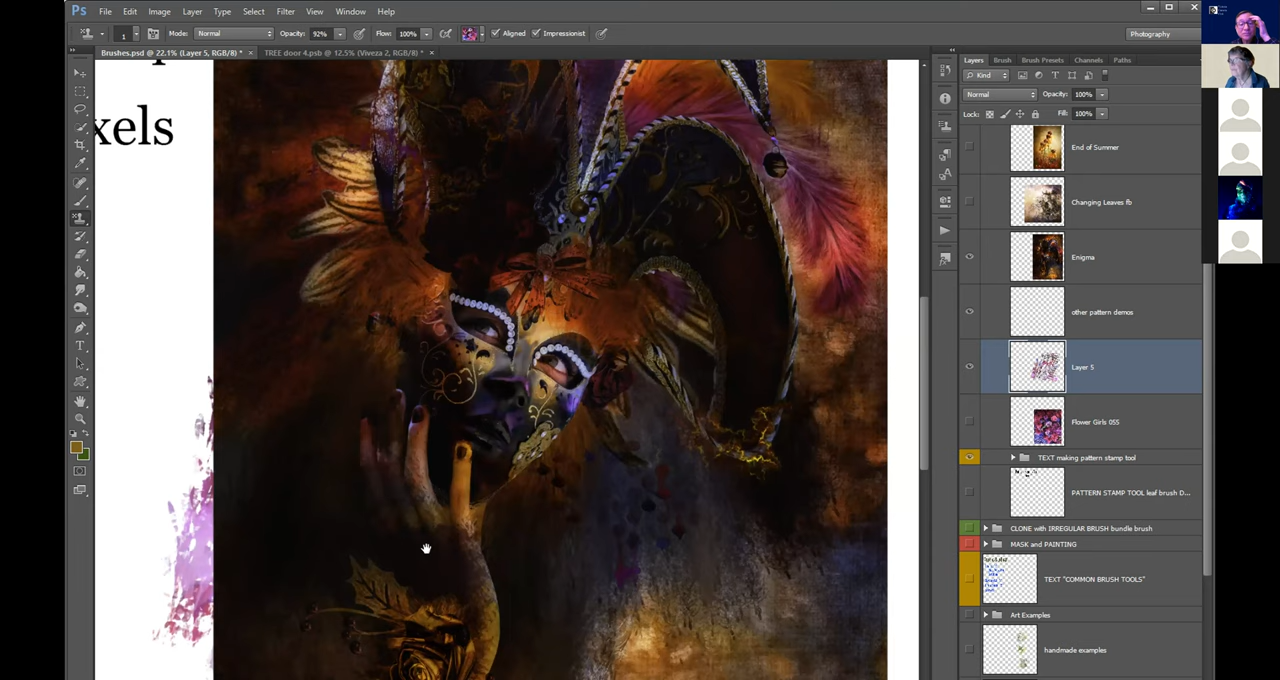 Ps File Edit Image Layer Type Select Filter View Window Help
1 Mode: Normal Opacity: 92% Flow: 100% Aligned Impressionist Photography
Brushes.psd @ 22.1% (Layer 5, RGB/8) * × TREE door 4.psb @ 12.5% (Viveza 2, RGB/8) * ×
xels
Layers Brush Brush Presets Channels Paths
Kind
Normal Opacity: 100%
Lock: Fill: 100%
End of Summer
Changing Leaves fb
Enigma
other pattern demos
Layer 5
Flower Girls 055
TEXT making pattern stamp tool
PATTERN STAMP TOOL leaf brush D...
CLONE with IRREGULAR BRUSH bundle brush
MASK and PAINTING
TEXT "COMMON BRUSH TOOLS"
Art Examples
handmade examples